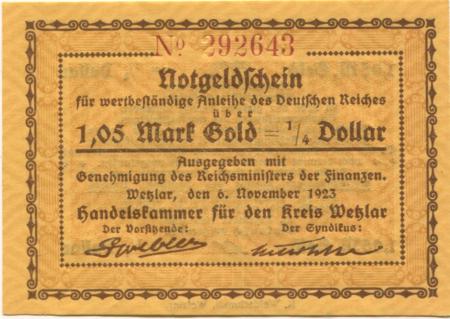 No 292643
Notgeldschein
für wertbeständige Anleihe des Deutschen Reiches
über
1,05 Mark Gold = 1/4 Dollar
Ausgegeben mit
Genehmigung des Reichsministers der Finanzen.
Wetzlar, den 6. November 1923
Handelskammer für den Kreis Wetzlar
Der Vorsitzende: Der Syndikus: